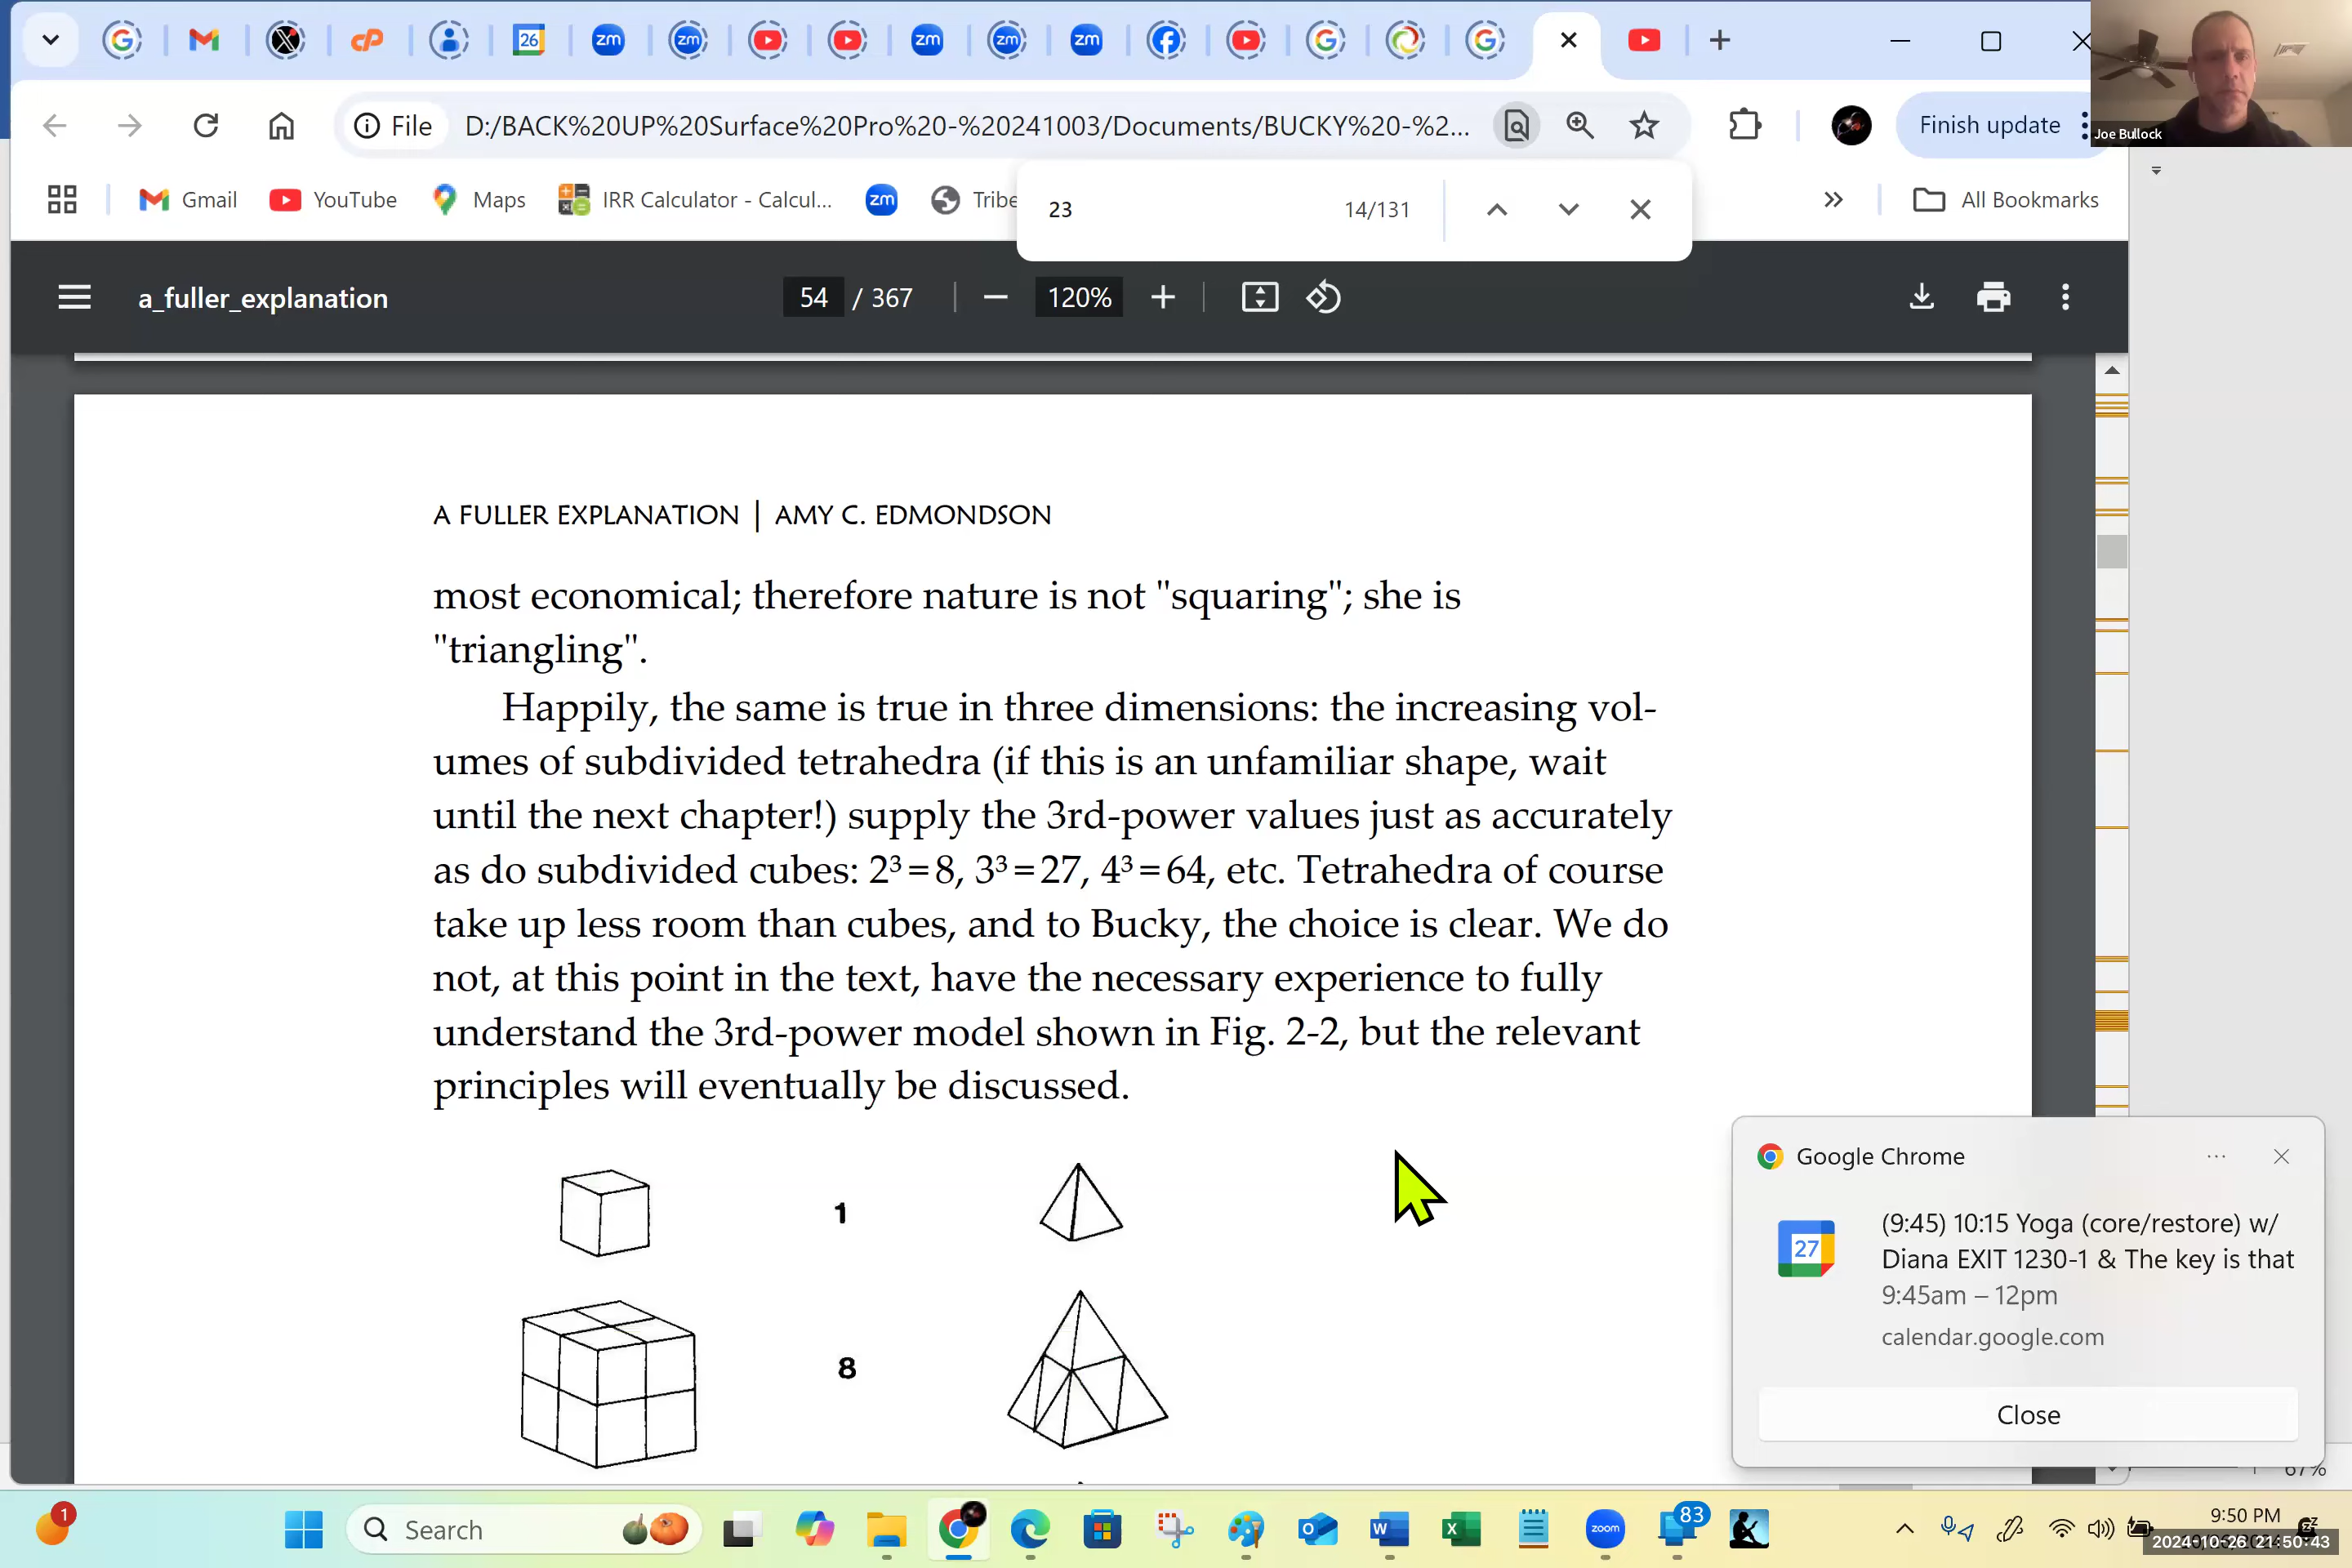 File
D:/BACK%20UP%20Surface%20Pro%20-%20241003/Documents/BUCKY%20-%2...
Finish update
Joe Bullock
Gmail
YouTube
Maps
IRR Calculator - Calcul...
zm
Tribe
23
14/131
All Bookmarks
a_fuller_explanation
54 / 367
120%
A FULLER EXPLANATION | AMY C. EDMONDSON
most economical; therefore nature is not "squaring"; she is
"triangling".
Happily, the same is true in three dimensions: the increasing vol-
umes of subdivided tetrahedra (if this is an unfamiliar shape, wait
until the next chapter!) supply the 3rd-power values just as accurately
as do subdivided cubes: 2³=8, 3³=27, 4³=64, etc. Tetrahedra of course
take up less room than cubes, and to Bucky, the choice is clear. We do
not, at this point in the text, have the necessary experience to fully
understand the 3rd-power model shown in Fig. 2-2, but the relevant
principles will eventually be discussed.
1
8
Google Chrome
27
(9:45) 10:15 Yoga (core/restore) w/
Diana EXIT 1230-1 & The key is that
9:45am – 12pm
calendar.google.com
Close
67%
1
Search
zoom
83
9:50 PM
2024-10-26 21:50:43